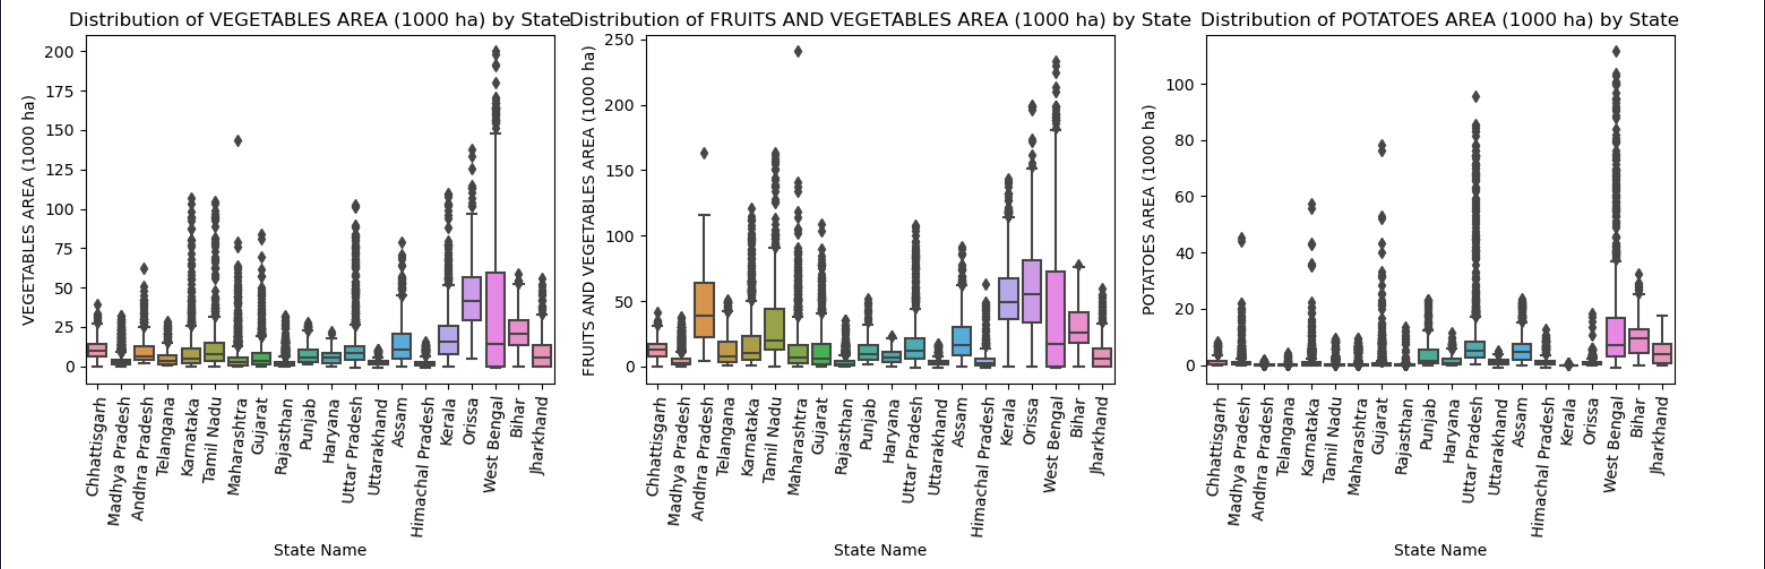 Distribution of VEGETABLES AREA (1000 ha) by State
VEGETABLES AREA (1000 ha)
200
175
150
125
100
75
50
25
0
Chhattisgarh
Madhya Pradesh
Andhra Pradesh
Telangana
Karnataka
Tamil Nadu
Maharashtra
Gujarat
Rajasthan
Punjab
Haryana
Uttar Pradesh
Uttarakhand
Assam
Himachal Pradesh
Kerala
Orissa
West Bengal
Bihar
Jharkhand
State Name
Distribution of FRUITS AND VEGETABLES AREA (1000 ha) by State
FRUITS AND VEGETABLES AREA (1000 ha)
250
200
150
100
50
0
Chhattisgarh
Madhya Pradesh
Andhra Pradesh
Telangana
Karnataka
Tamil Nadu
Maharashtra
Gujarat
Rajasthan
Punjab
Haryana
Uttar Pradesh
Uttarakhand
Assam
Himachal Pradesh
Kerala
Orissa
West Bengal
Bihar
Jharkhand
State Name
Distribution of POTATOES AREA (1000 ha) by State
POTATOES AREA (1000 ha)
100
80
60
40
20
0
Chhattisgarh
Madhya Pradesh
Andhra Pradesh
Telangana
Karnataka
Tamil Nadu
Maharashtra
Gujarat
Rajasthan
Punjab
Haryana
Uttar Pradesh
Uttarakhand
Assam
Himachal Pradesh
Kerala
Orissa
West Bengal
Bihar
Jharkhand
State Name